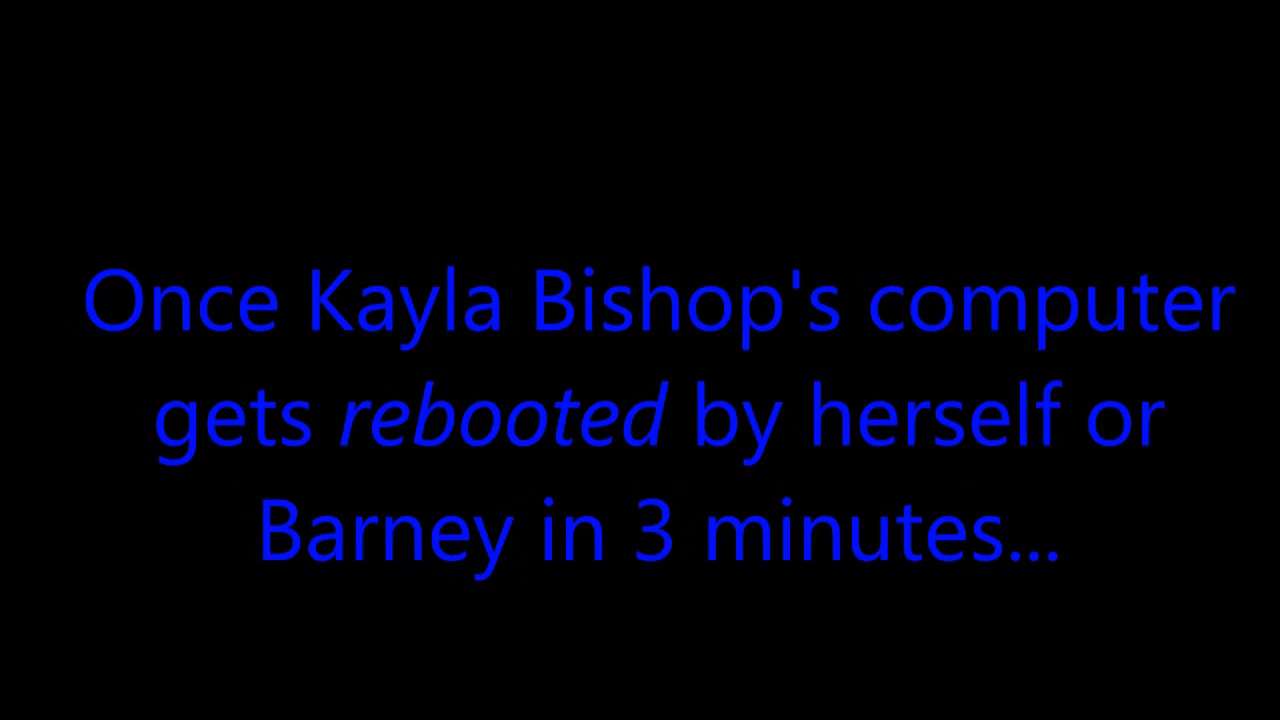 Once Kayla Bishop's computer
gets rebooted by herself or
Barney in 3 minutes...